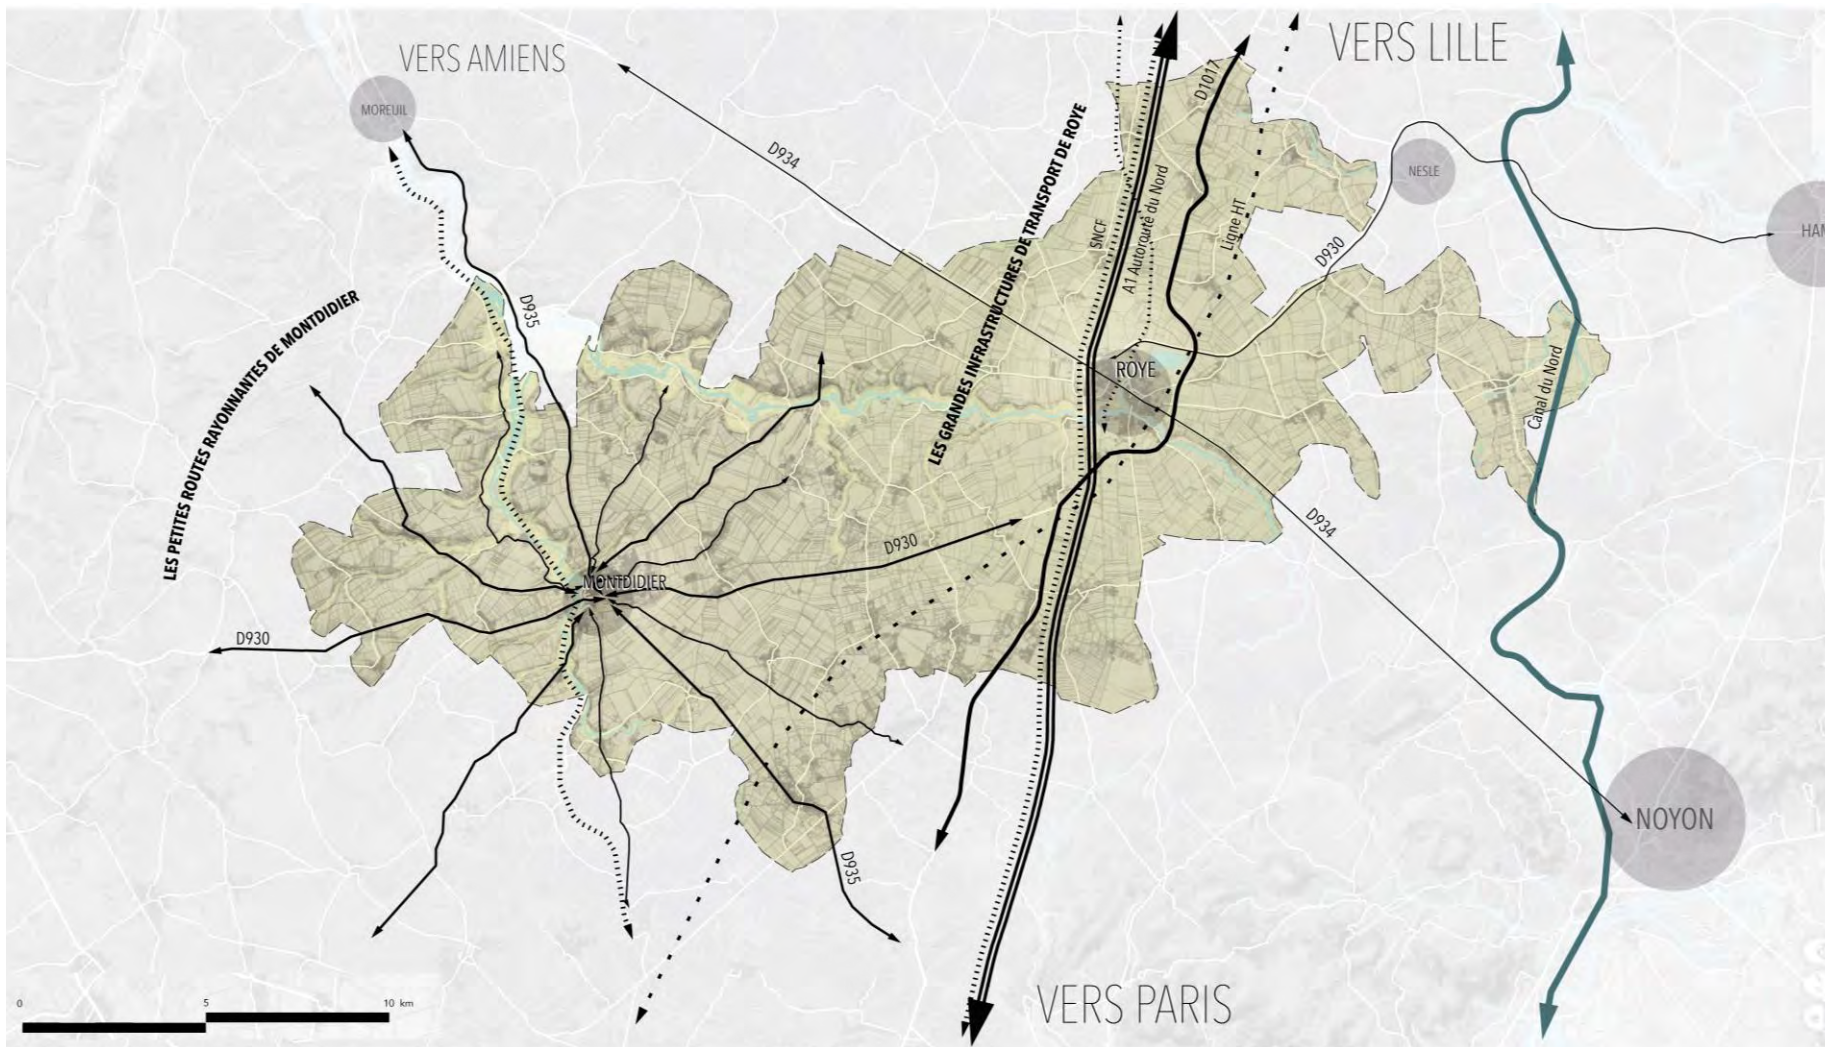 VERS LILLE
VERS AMIENS
MOREUIL
D1017
D934
LES GRANDES INFRASTRUCTURES DE TRANSPORT DE ROYE
NESLE
SNCF
A1 Autoroute du Nord
Ligne HT
D930
HAM
LES PETITES ROUTES RAYONNANTES DE MONTDIDIER
D935
ROYE
Canal du Nord
D934
D930
MONTDIDIER
D930
NOYON
D935
VERS PARIS
0 5 10 km